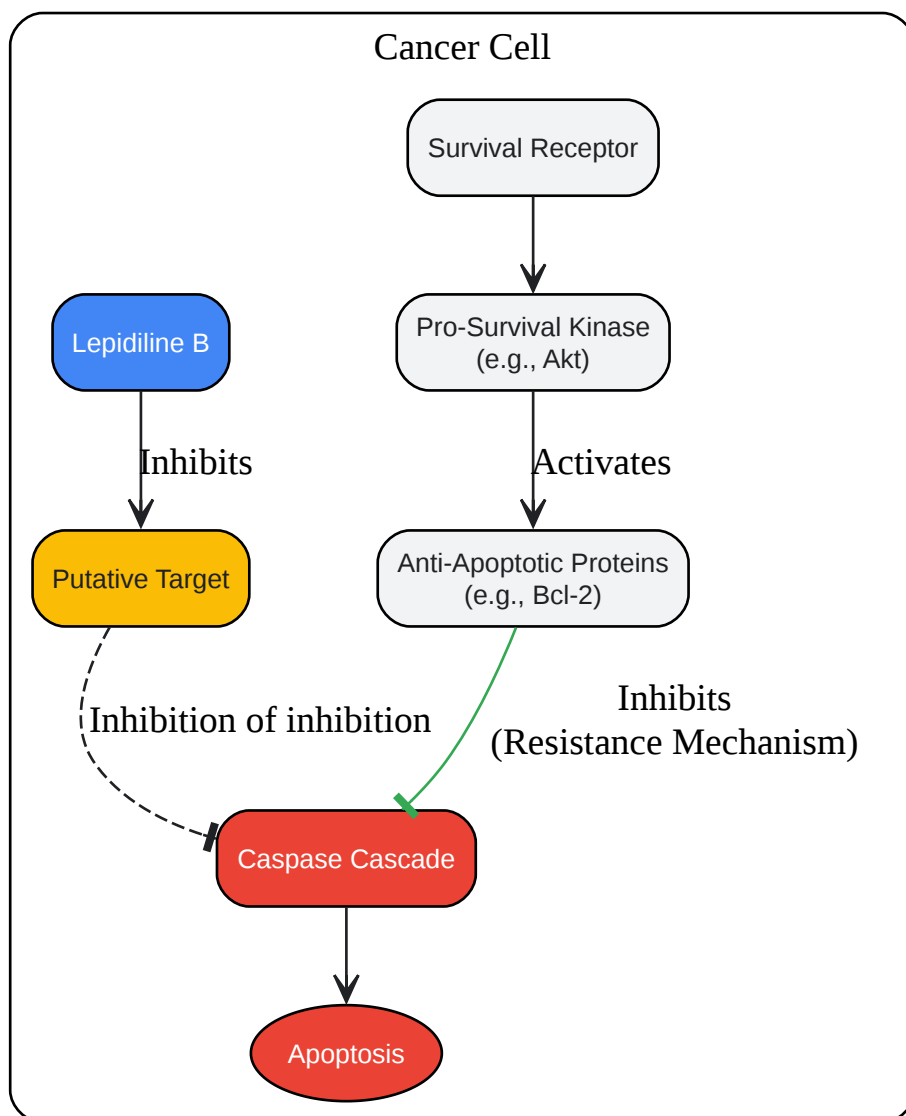 Cancer Cell
Survival Receptor
Lepidiline B
Pro-Survival Kinase
(e.g., Akt)
Inhibits
Activates
Putative Target
Anti-Apoptotic Proteins
(e.g., Bcl-2)
Inhibition of inhibition
Inhibits
(Resistance Mechanism)
Caspase Cascade
Apoptosis